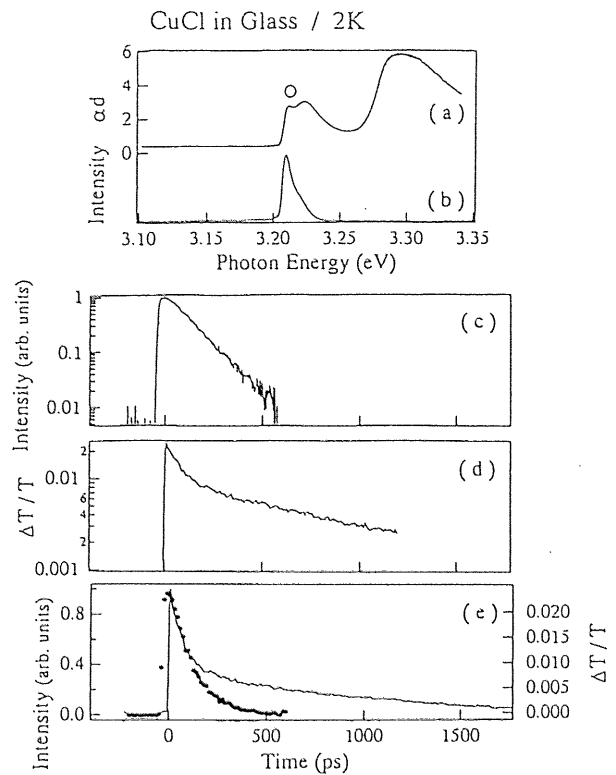 CuCl in Glass / 2K
6
4
2
0
Intensity αd
(a)
(b)
3.10 3.15 3.20 3.25 3.30 3.35
Photon Energy (eV)
1
0.1
0.01
Intensity (arb. units)
(c)
2
0.01
6
4
2
0.001
ΔT/T
(d)
0.8
0.4
0.0
Intensity (arb. units)
(e)
0.020
0.015
0.010
0.005
0.000
ΔT/T
0 500 1000 1500
Time (ps)